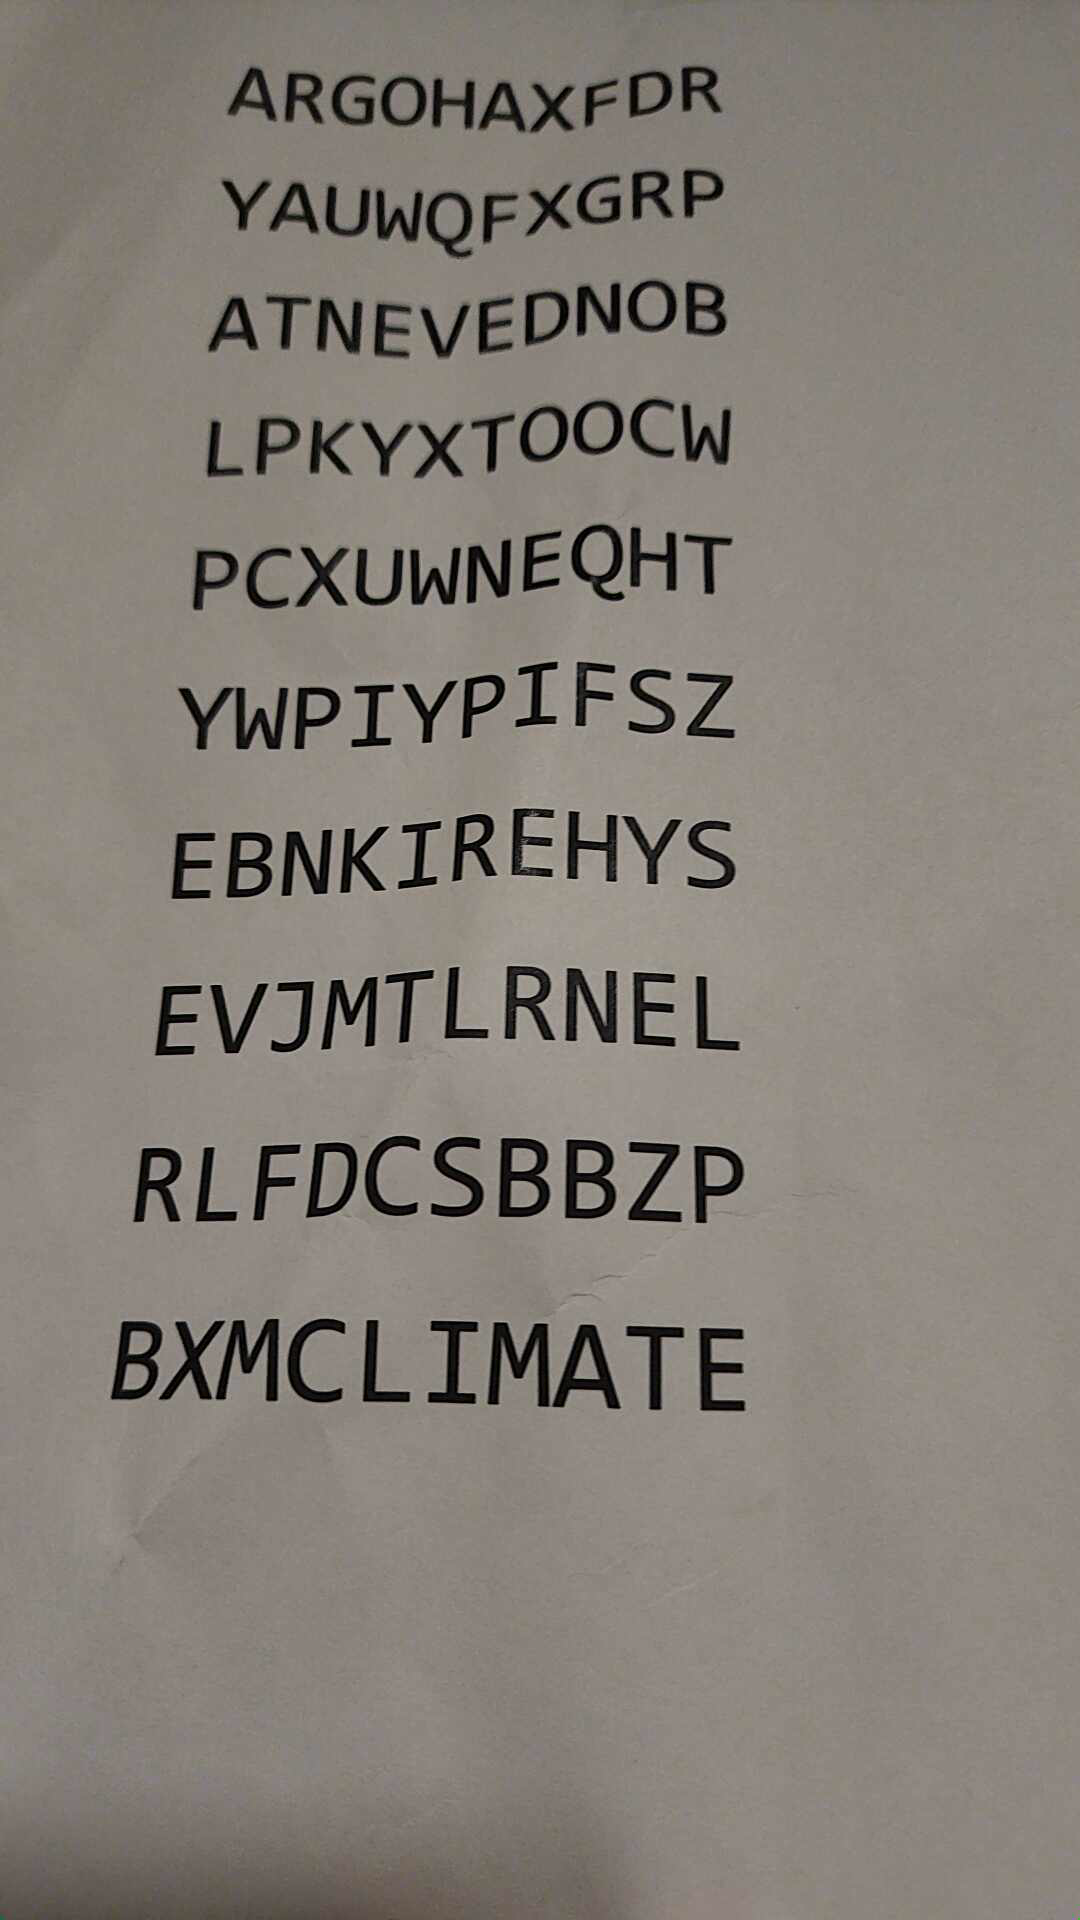 ARGOHAXFDR
YAUWQFXGRP
ATNEVEDNOB
LPKYXTOOCW
PCXUWNEQHT
YWPIYPIFSZ
EBNKIREHYS
EVJMTLRNEL
RLFDCSBBZP
BXMCLIMATE